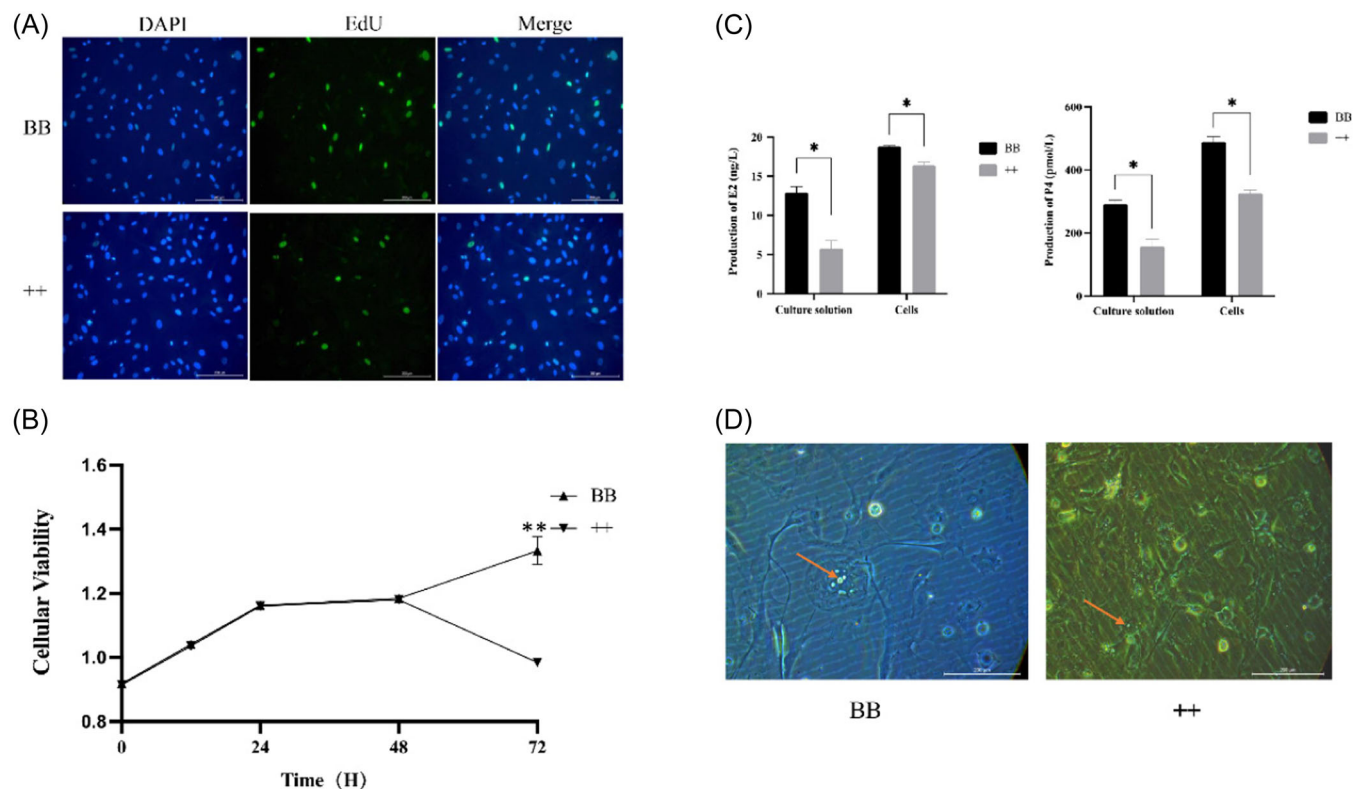 (A)
DAPI EdU Merge
BB
++
(B)
1.6
1.4
1.2
1.0
0.8
Cellular Viability
0 24 48 72
Time (H)
BB
++
**
(C)
20
15
10
5
0
Production of E2 (ng/L)
Culture solution Cells
* *
BB
++
600
400
200
0
Production of P4 (pmol/L)
Culture solution Cells
* *
BB
++
(D)
200 μm
BB
++